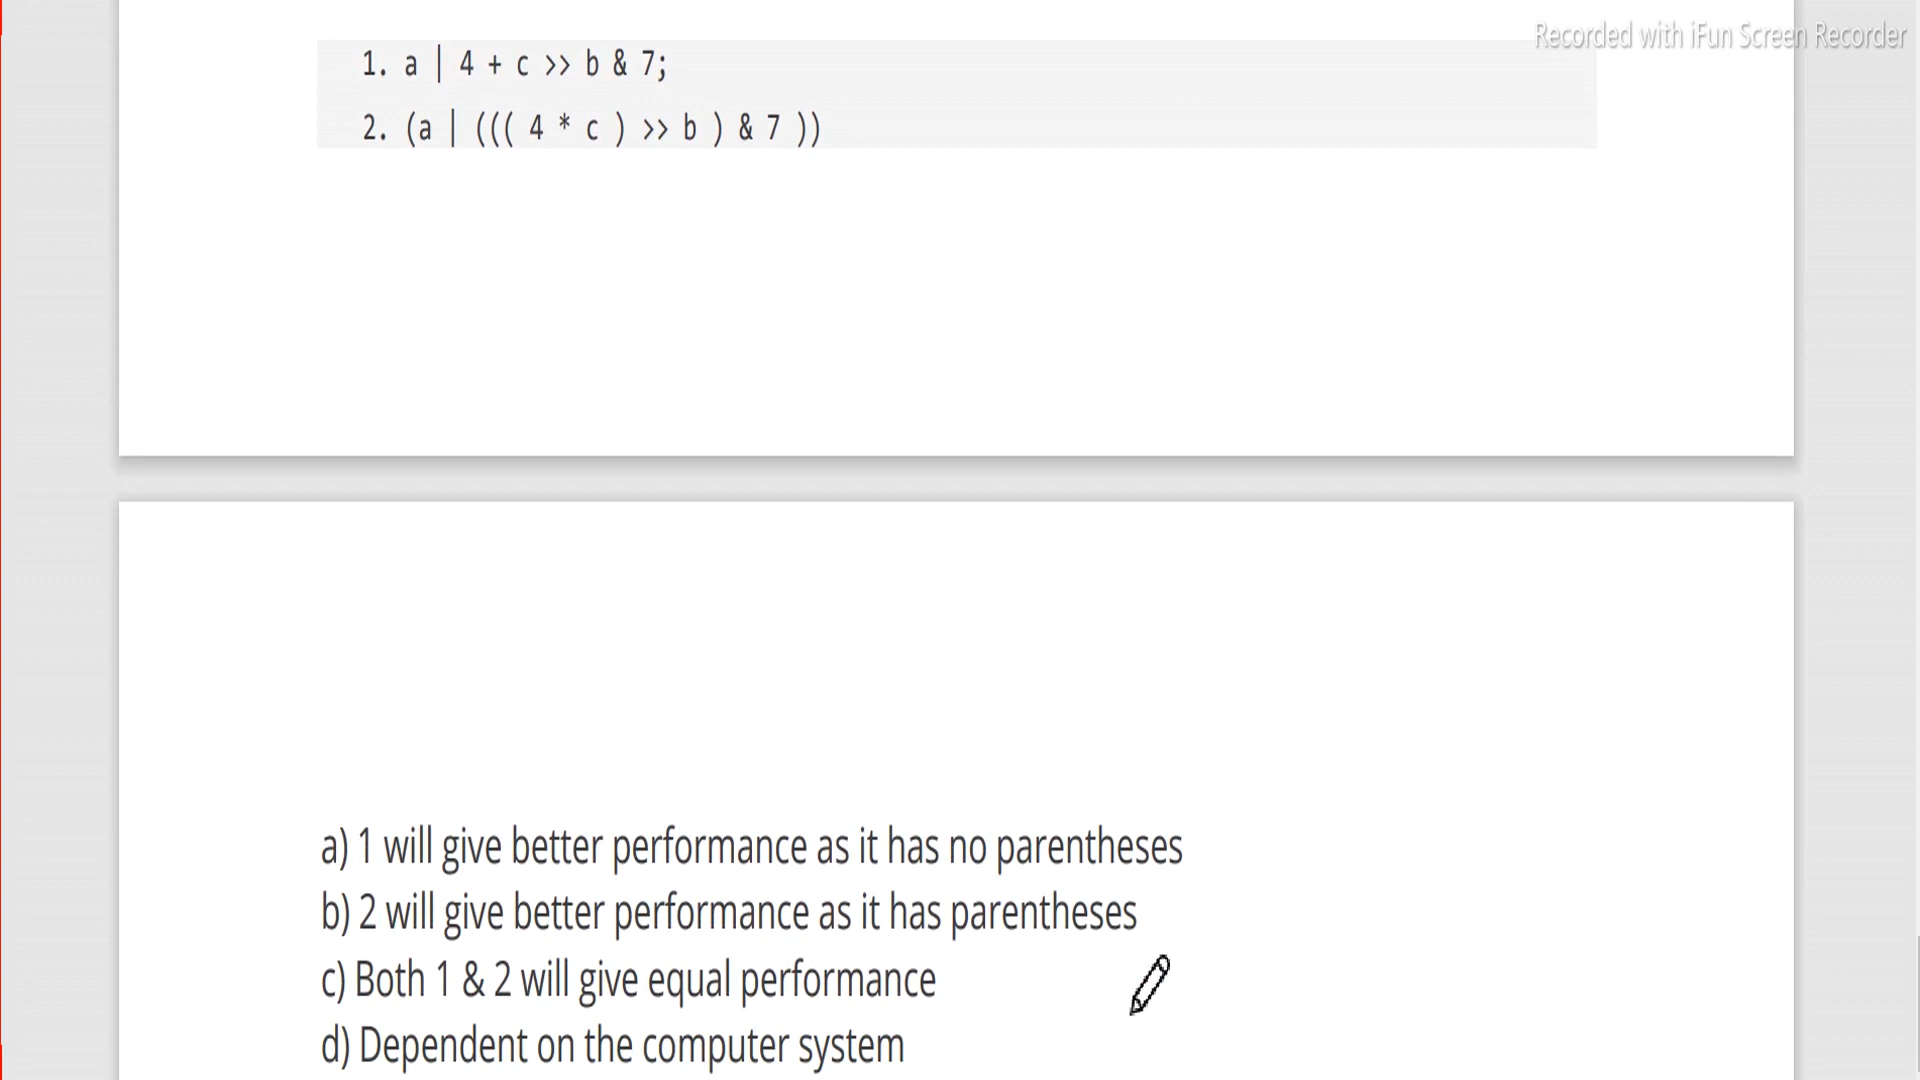 Recorded with iFun Screen Recorder
1. a | 4 + c >> b & 7;
2. (a | ((( 4 * c ) >> b ) & 7 ))
a) 1 will give better performance as it has no parentheses
b) 2 will give better performance as it has parentheses
c) Both 1 & 2 will give equal performance
d) Dependent on the computer system